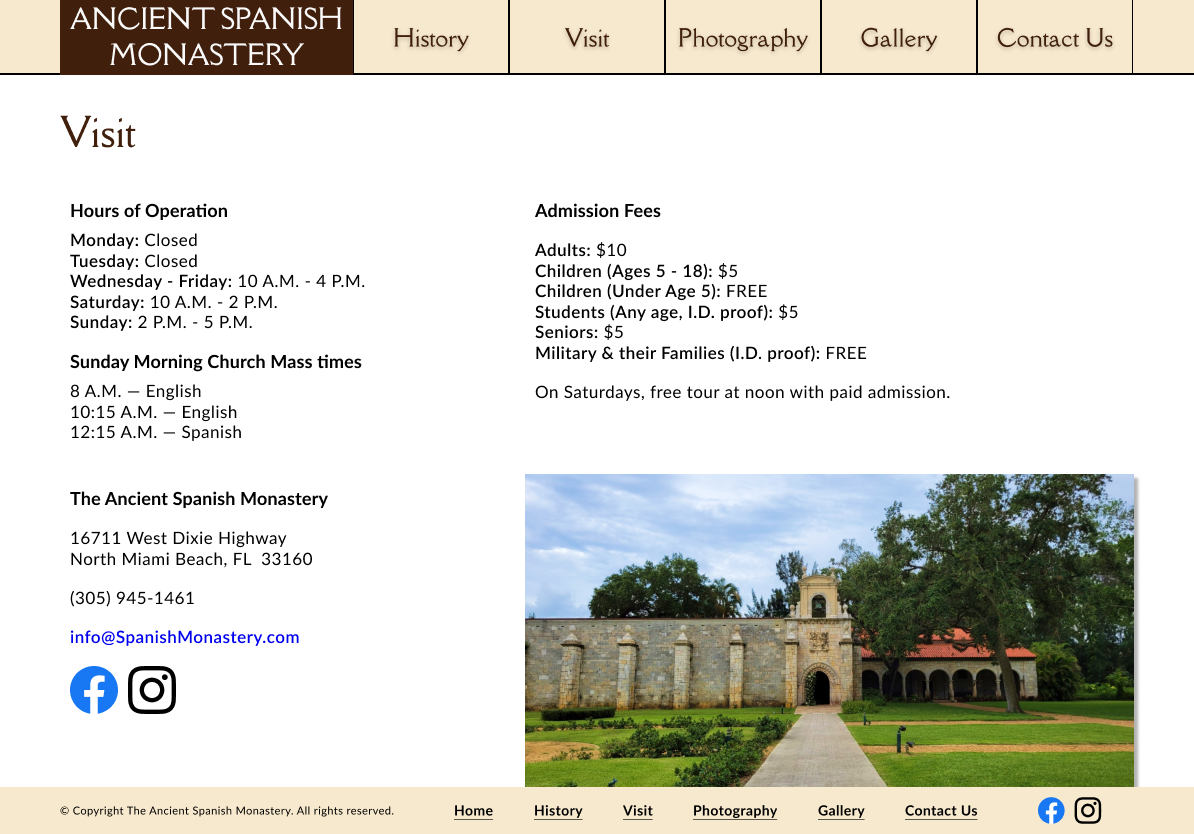 ANCIENT SPANISH
MONASTERY
History
Visit
Photography
Gallery
Contact Us
Visit
Hours of Operation
Monday: Closed
Tuesday: Closed
Wednesday - Friday: 10 A.M. - 4 P.M.
Saturday: 10 A.M. - 2 P.M.
Sunday: 2 P.M. - 5 P.M.
Sunday Morning Church Mass times
8 A.M. — English
10:15 A.M. — English
12:15 A.M. — Spanish
The Ancient Spanish Monastery
16711 West Dixie Highway
North Miami Beach, FL  33160
(305) 945-1461
info@SpanishMonastery.com
Admission Fees
Adults: $10
Children (Ages 5 - 18): $5
Children (Under Age 5): FREE
Students (Any age, I.D. proof): $5
Seniors: $5
Military & their Families (I.D. proof): FREE
On Saturdays, free tour at noon with paid admission.
© Copyright The Ancient Spanish Monastery. All rights reserved.
Home
History
Visit
Photography
Gallery
Contact Us